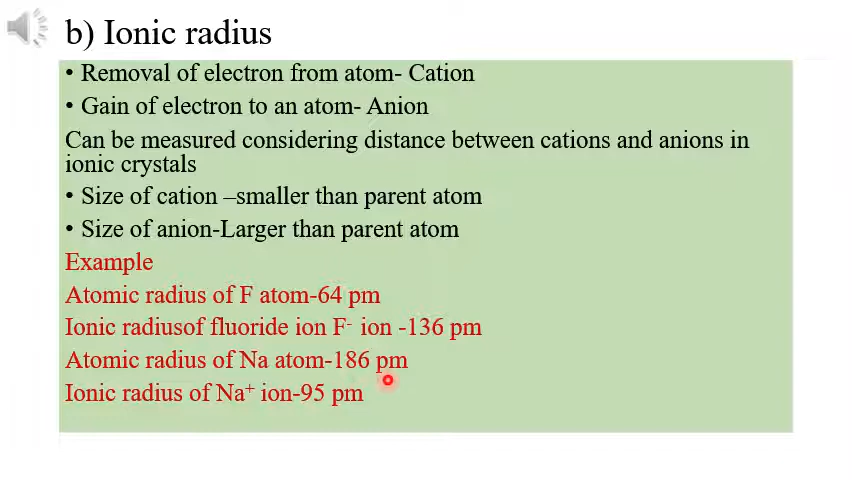 b) Ionic radius
• Removal of electron from atom- Cation
• Gain of electron to an atom- Anion
Can be measured considering distance between cations and anions in
ionic crystals
• Size of cation –smaller than parent atom
• Size of anion-Larger than parent atom
Example
Atomic radius of F atom-64 pm
Ionic radiusof fluoride ion F⁻ ion -136 pm
Atomic radius of Na atom-186 pm
Ionic radius of Na⁺ ion-95 pm